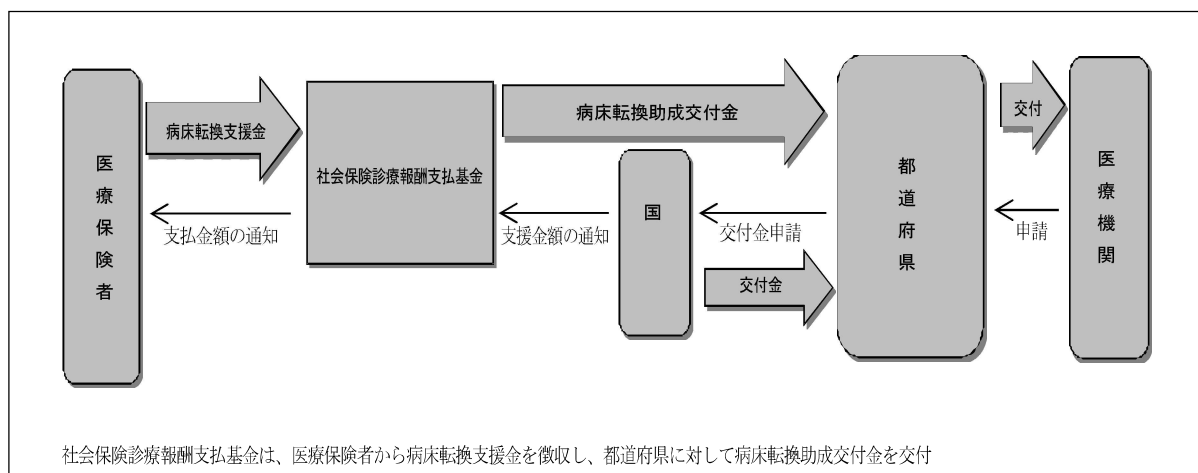 医療保険者
病床転換支援金
支払金額の通知
社会保険診療報酬支払基金
病床転換助成交付金
支援金額の通知
国
交付金申請
交付金
都道府県
交付
申請
医療機関
社会保険診療報酬支払基金は、医療保険者から病床転換支援金を徴収し、都道府県に対して病床転換助成交付金を交付